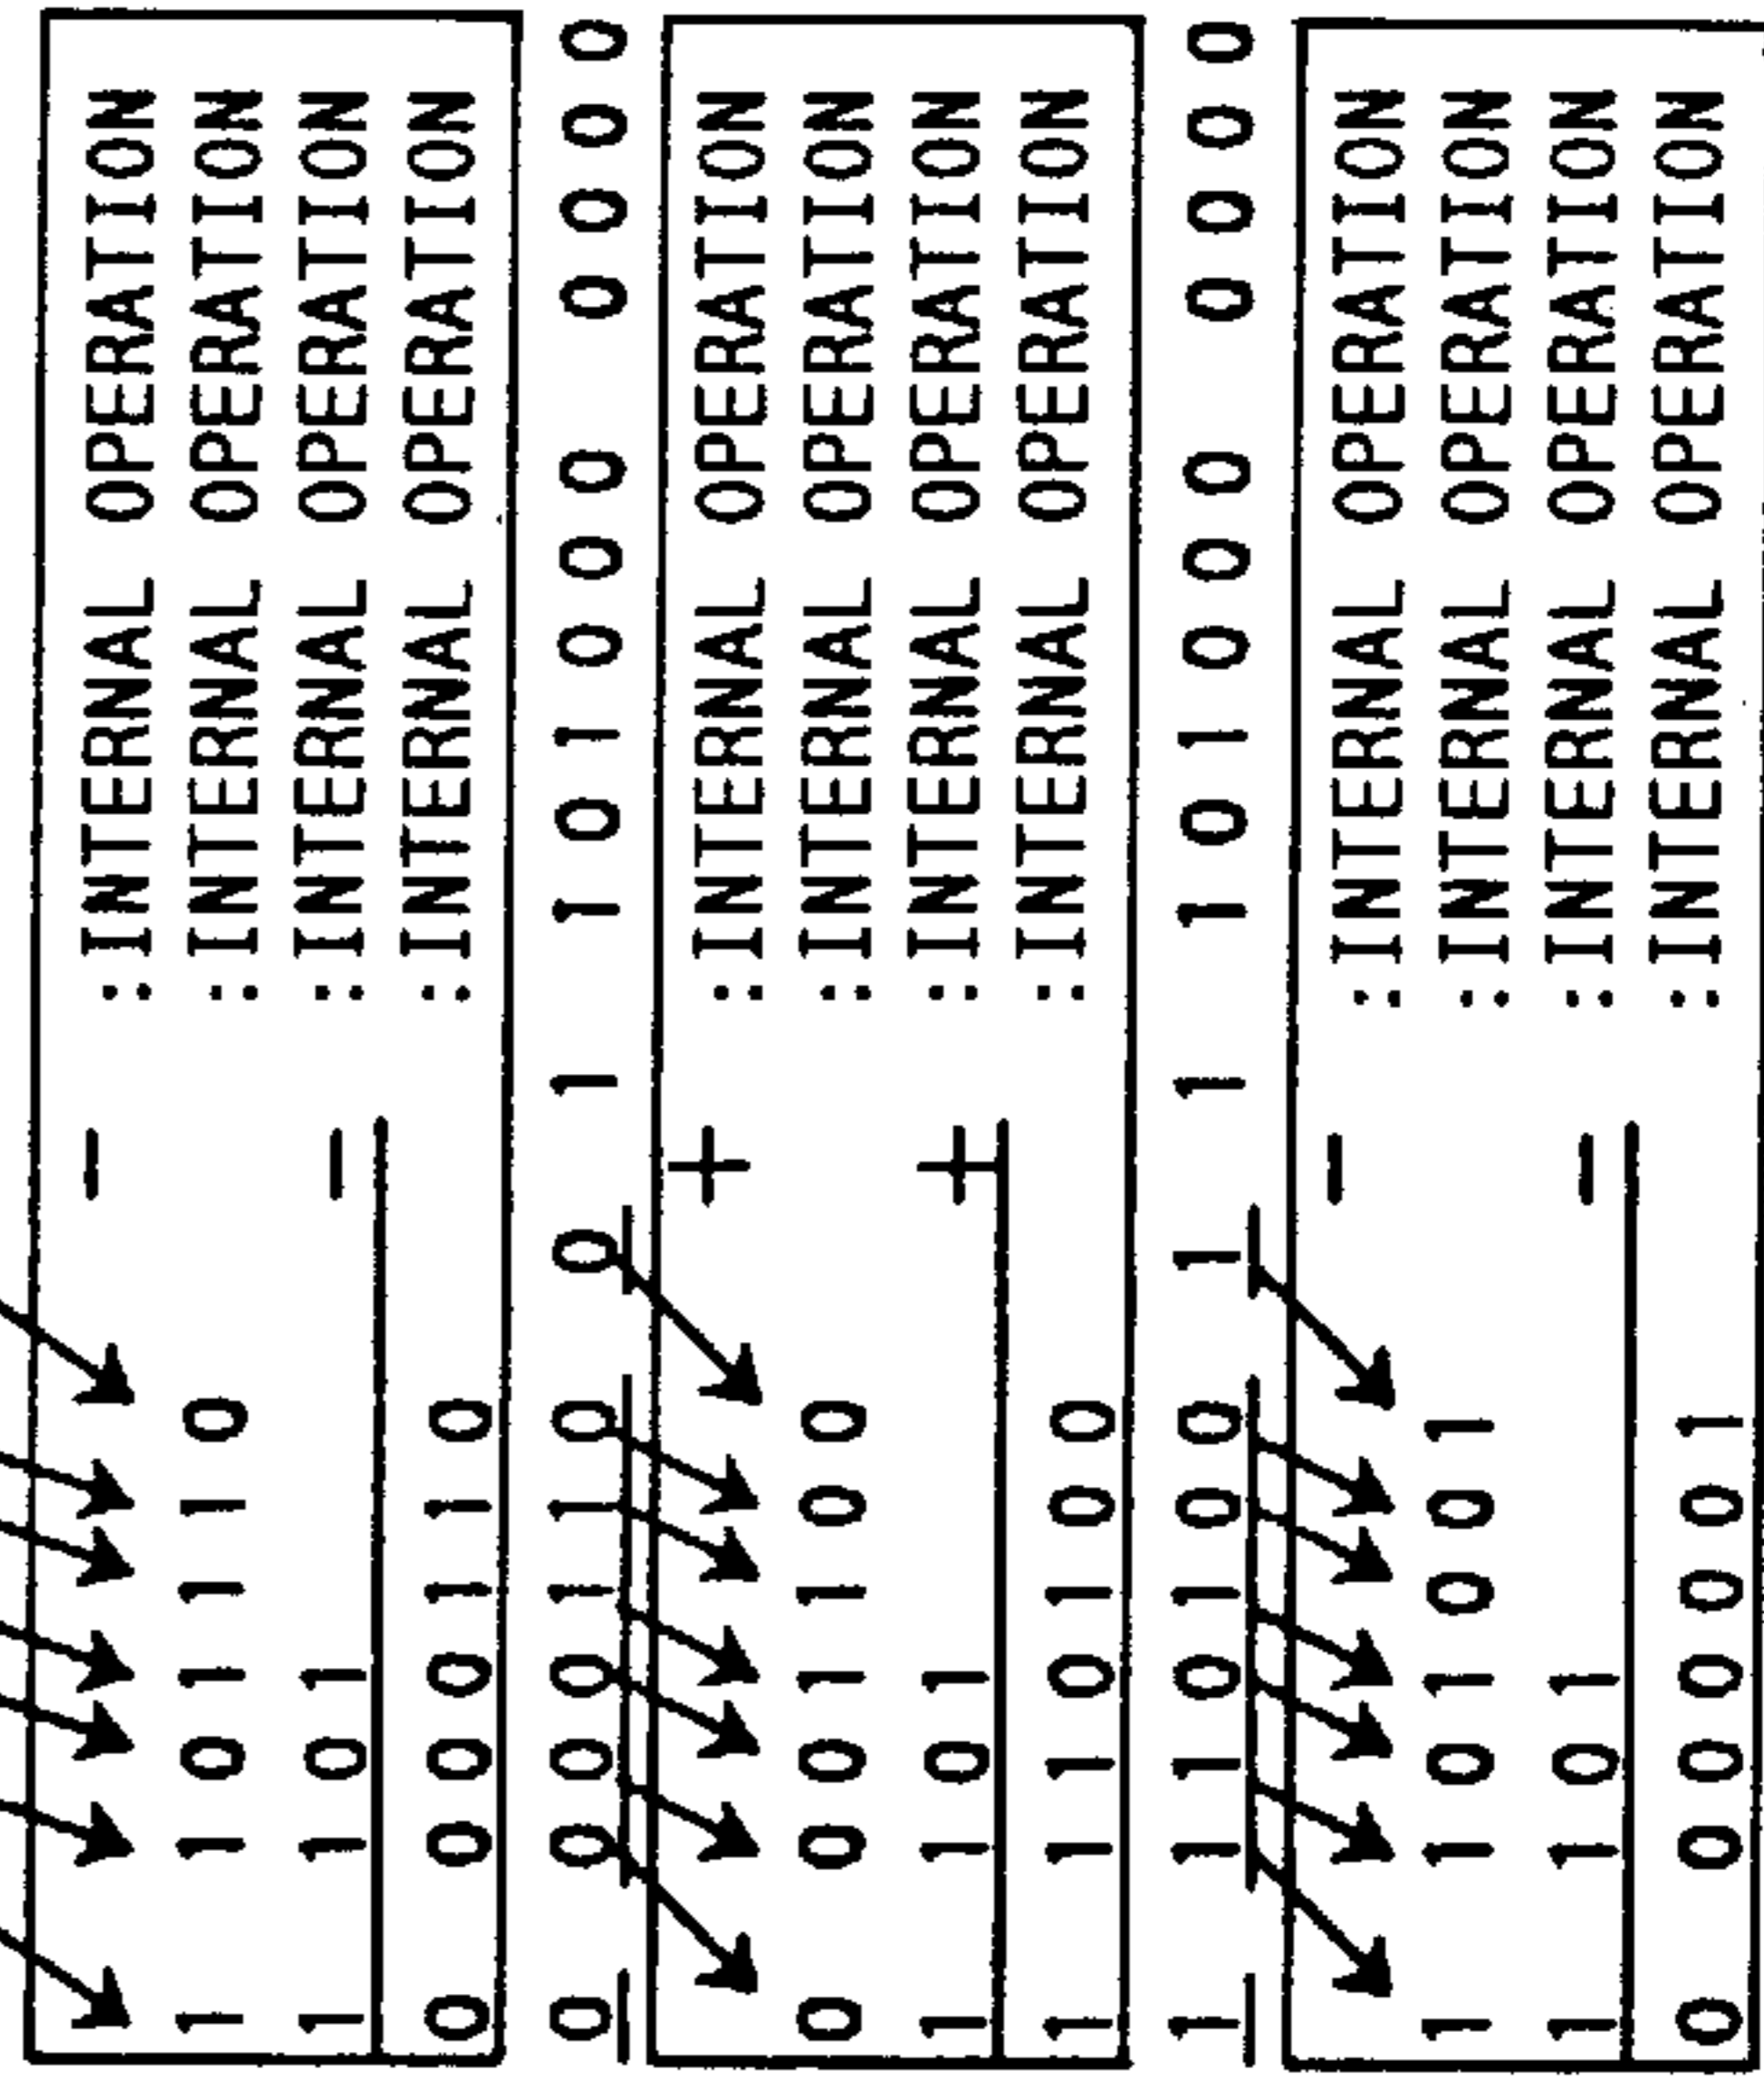 − :INTERNAL OPERATION
1 1 0 1 1 1 0 :INTERNAL OPERATION
1 1 0 1 − :INTERNAL OPERATION
0 0 0 0 1 1 0 :INTERNAL OPERATION
0 0 0 0 1 1 0 0 1 1 0 1 0 0 0 0 0 0 0
+ :INTERNAL OPERATION
0 0 0 1 1 0 0 :INTERNAL OPERATION
1 1 0 1 + :INTERNAL OPERATION
1 1 1 0 1 0 0 :INTERNAL OPERATION
1 1 1 0 1 0 0 1 1 1 0 1 0 0 0 0 0 0 0
− :INTERNAL OPERATION
1 1 0 1 0 0 1 :INTERNAL OPERATION
1 1 0 1 − :INTERNAL OPERATION
0 0 0 0 0 0 1 :INTERNAL OPERATION